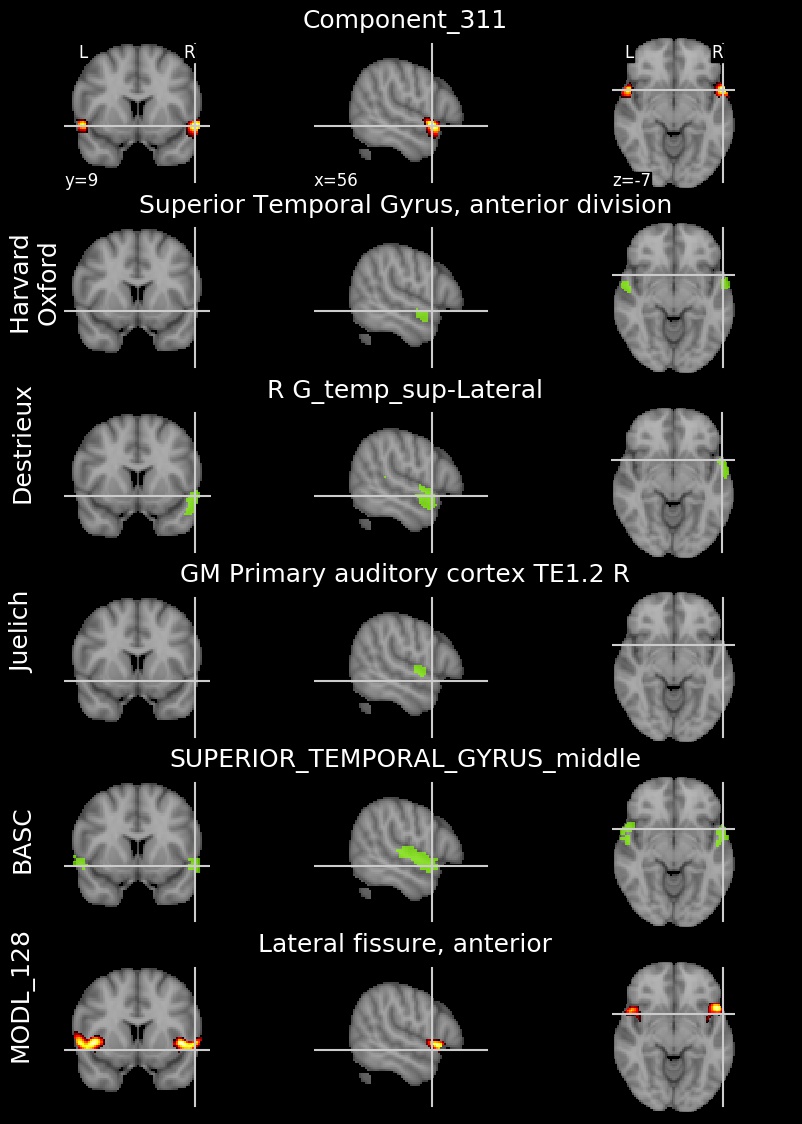 Component_311
L
R
L
R
y=9
x=56
z=-7
Superior Temporal Gyrus, anterior division
Harvard
Oxford
R G_temp_sup-Lateral
Destrieux
GM Primary auditory cortex TE1.2 R
Juelich
SUPERIOR_TEMPORAL_GYRUS_middle
BASC
Lateral fissure, anterior
MODL_128